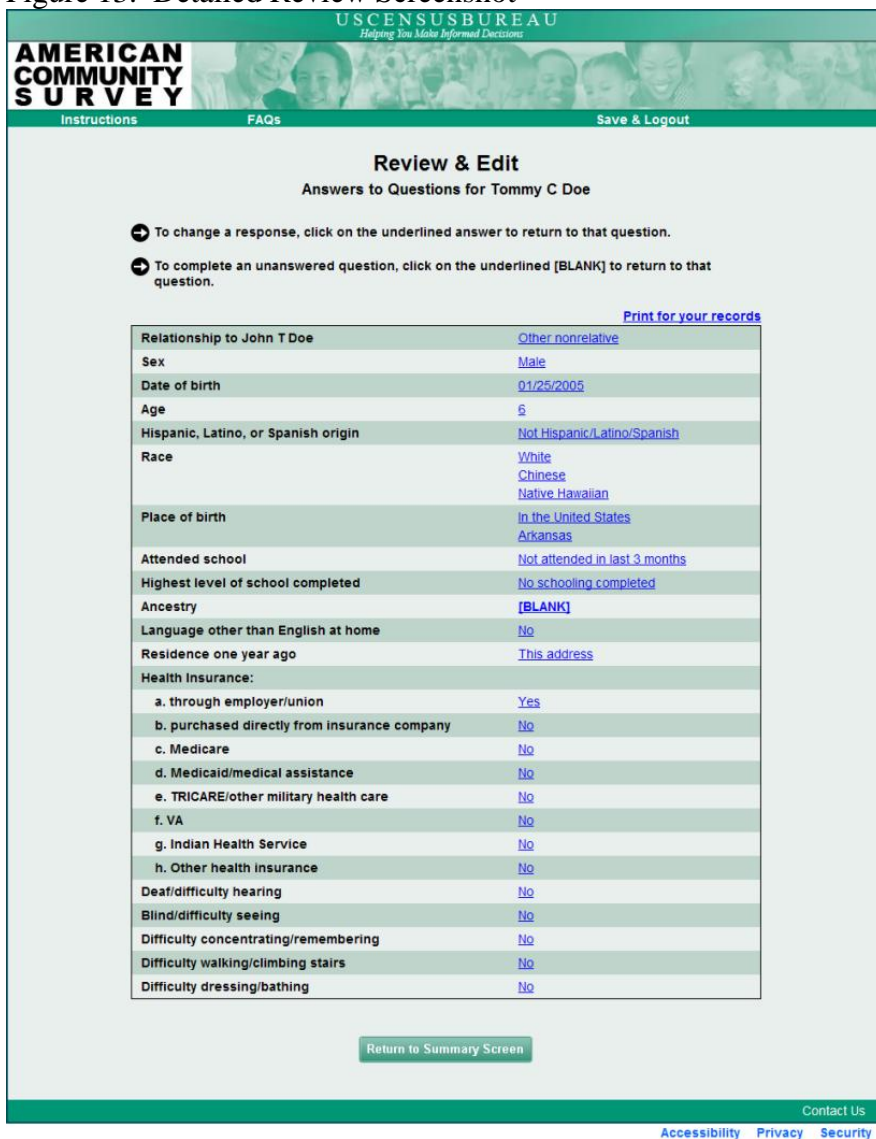 Figure 13:  Detailed Review Screenshot
USCENSUSBUREAU
Helping You Make Informed Decisions
AMERICAN
COMMUNITY
SURVEY
Instructions FAQs Save & Logout
Review & Edit
Answers to Questions for Tommy C Doe
To change a response, click on the underlined answer to return to that question.
To complete an unanswered question, click on the underlined [BLANK] to return to that
question.
Print for your records
Relationship to John T Doe Other nonrelative
Sex Male
Date of birth 01/25/2005
Age 6
Hispanic, Latino, or Spanish origin Not Hispanic/Latino/Spanish
Race White
Chinese
Native Hawaiian
Place of birth In the United States
Arkansas
Attended school Not attended in last 3 months
Highest level of school completed No schooling completed
Ancestry [BLANK]
Language other than English at home No
Residence one year ago This address
Health Insurance:
a. through employer/union Yes
b. purchased directly from insurance company No
c. Medicare No
d. Medicaid/medical assistance No
e. TRICARE/other military health care No
f. VA No
g. Indian Health Service No
h. Other health insurance No
Deaf/difficulty hearing No
Blind/difficulty seeing No
Difficulty concentrating/remembering No
Difficulty walking/climbing stairs No
Difficulty dressing/bathing No
Return to Summary Screen
Contact Us
Accessibility Privacy Security